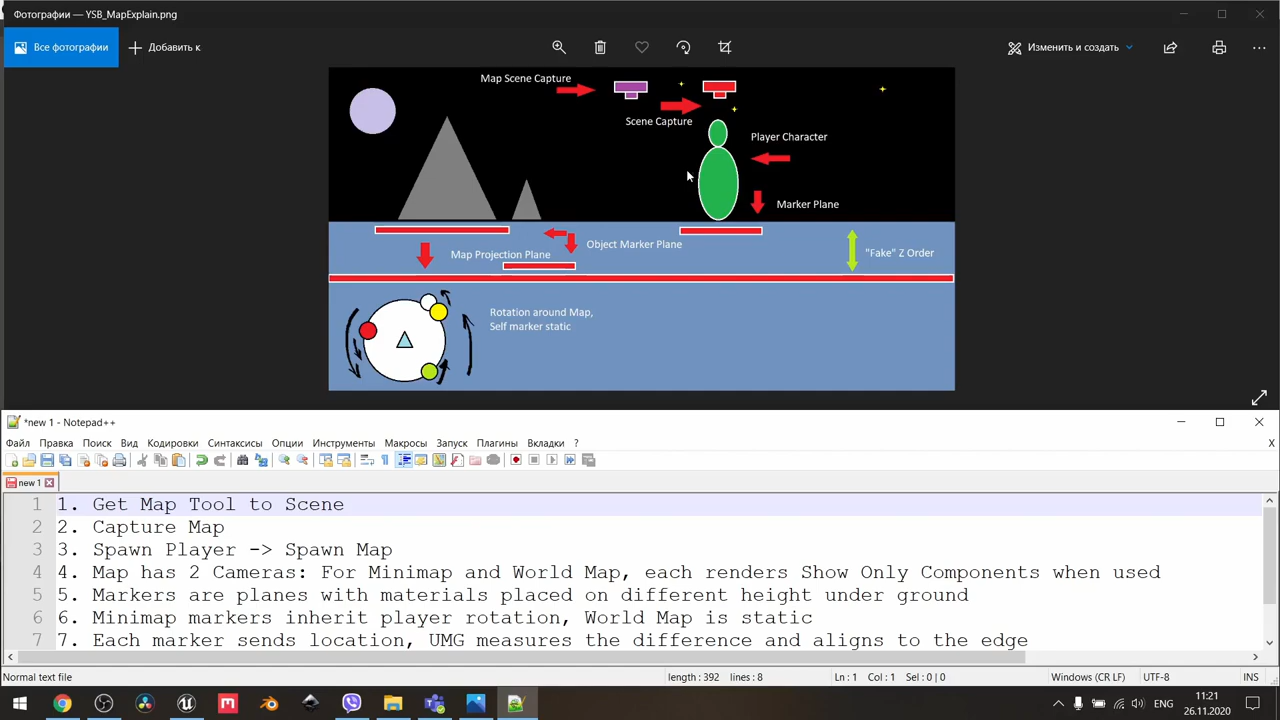 Фотографии — YSB_MapExplain.png
Все фотографии
Добавить к
Изменить и создать
Map Scene Capture
Scene Capture
Player Character
Marker Plane
Object Marker Plane
Map Projection Plane
"Fake" Z Order
Rotation around Map,
Self marker static
*new 1 - Notepad++
Файл Правка Поиск Вид Кодировки Синтаксисы Опции Инструменты Макросы Запуск Плагины Вкладки ? X
new 1
1 1. Get Map Tool to Scene
2 2. Capture Map
3 3. Spawn Player -> Spawn Map
4 4. Map has 2 Cameras: For Minimap and World Map, each renders Show Only Components when used
5 5. Markers are planes with materials placed on different height under ground
6 6. Minimap markers inherit player rotation, World Map is static
7 7. Each marker sends location, UMG measures the difference and aligns to the edge
Normal text file length : 392 lines : 8 Ln : 1 Col : 1 Sel : 0 | 0 Windows (CR LF) UTF-8 INS
ENG 11:21
26.11.2020